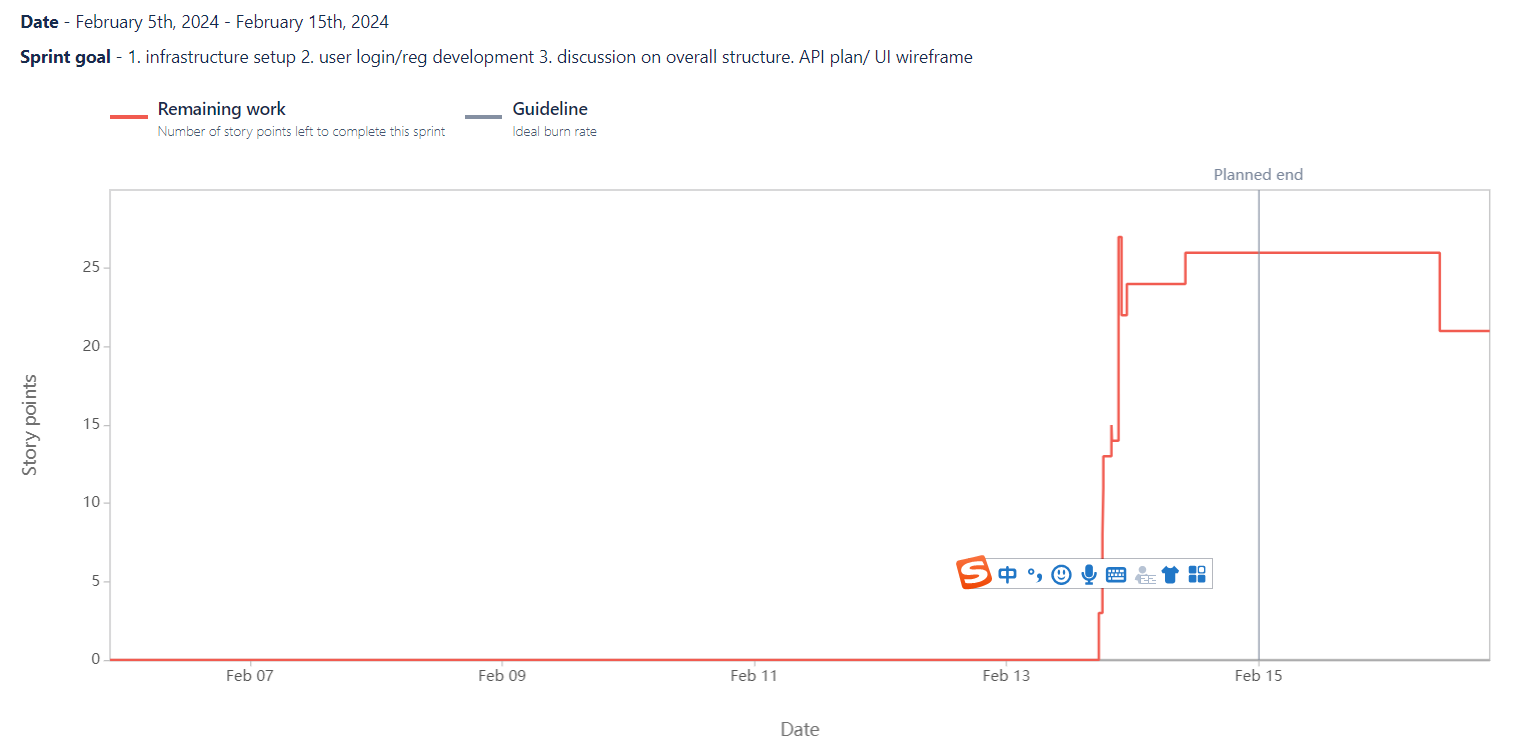 Date - February 5th, 2024 - February 15th, 2024
Sprint goal - 1. infrastructure setup 2. user login/reg development 3. discussion on overall structure. API plan/ UI wireframe
Remaining work
Number of story points left to complete this sprint
Guideline
Ideal burn rate
Planned end
25
20
15
10
5
0
Story points
S 中 °,
Feb 07 Feb 09 Feb 11 Feb 13 Feb 15
Date